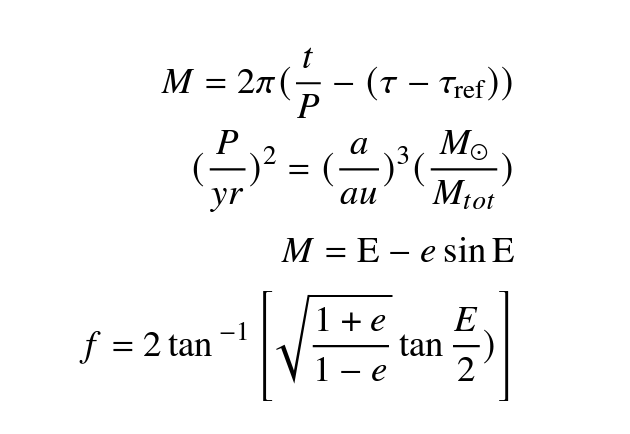 M = 2π(t/P − (τ − τ_ref))
(P/yr)² = (a/au)³(M_⊙/M_tot)
M = E − e sin E
f = 2 tan⁻¹ [√((1 + e)/(1 − e)) tan E/2)]